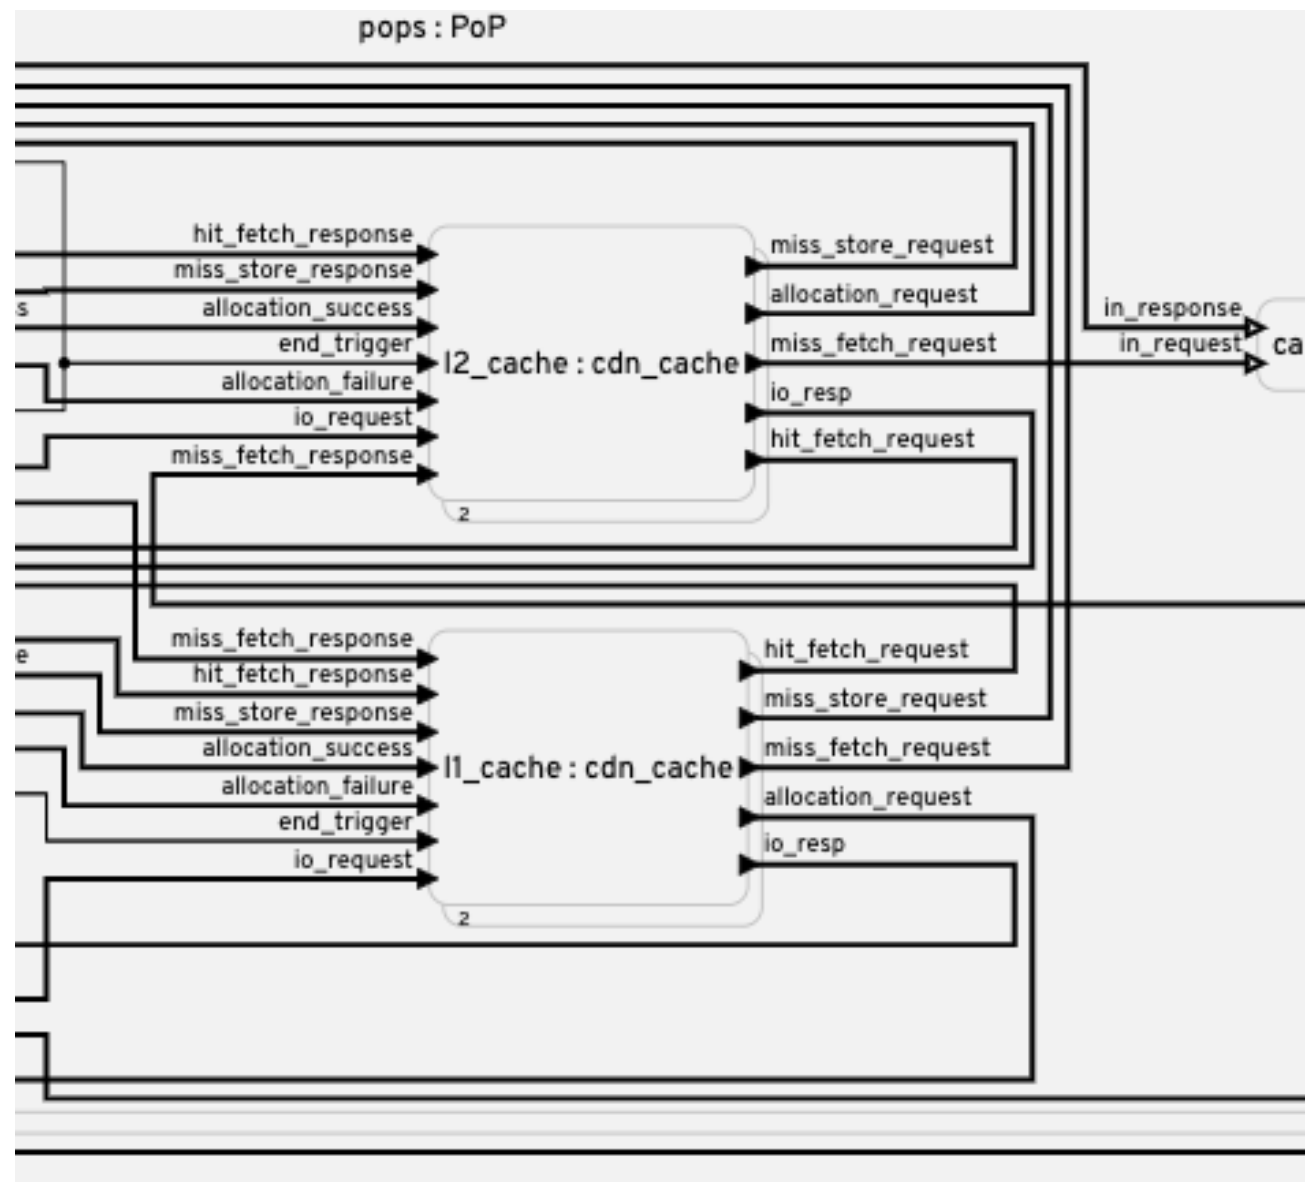 pops : PoP
hit_fetch_response
miss_store_response
s
allocation_success
end_trigger
allocation_failure
io_request
miss_fetch_response
l2_cache : cdn_cache
2
miss_store_request
allocation_request
miss_fetch_request
io_resp
hit_fetch_request
in_response
in_request
ca
e
miss_fetch_response
hit_fetch_response
miss_store_response
allocation_success
allocation_failure
end_trigger
io_request
l1_cache : cdn_cache
2
hit_fetch_request
miss_store_request
miss_fetch_request
allocation_request
io_resp